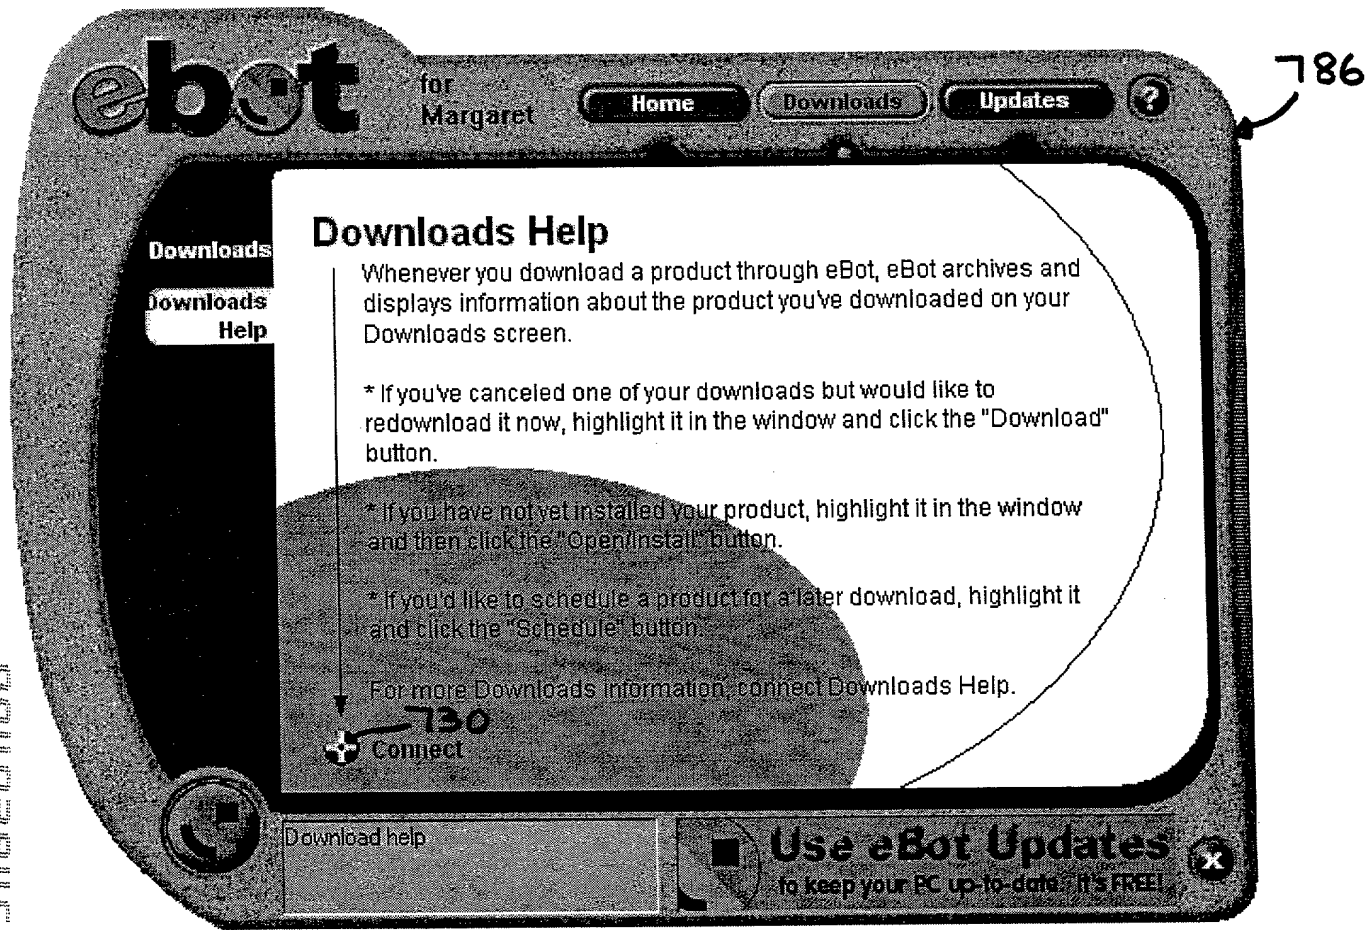 ebot
for
Margaret
Home
Downloads
Updates
?
786
Downloads
Downloads
Help
Downloads Help
Whenever you download a product through eBot, eBot archives and
displays information about the product you've downloaded on your
Downloads screen.
* If you've canceled one of your downloads but would like to
redownload it now, highlight it in the window and click the "Download"
button.
* If you have not yet installed your product, highlight it in the window
and then click the "Open/Install" button.
* If you'd like to schedule a product for a later download, highlight it
and click the "Schedule" button.
For more Downloads information, connect Downloads Help.
730
Connect
Download help
Use eBot Updates
to keep your PC up-to-date. It's FREE!
X